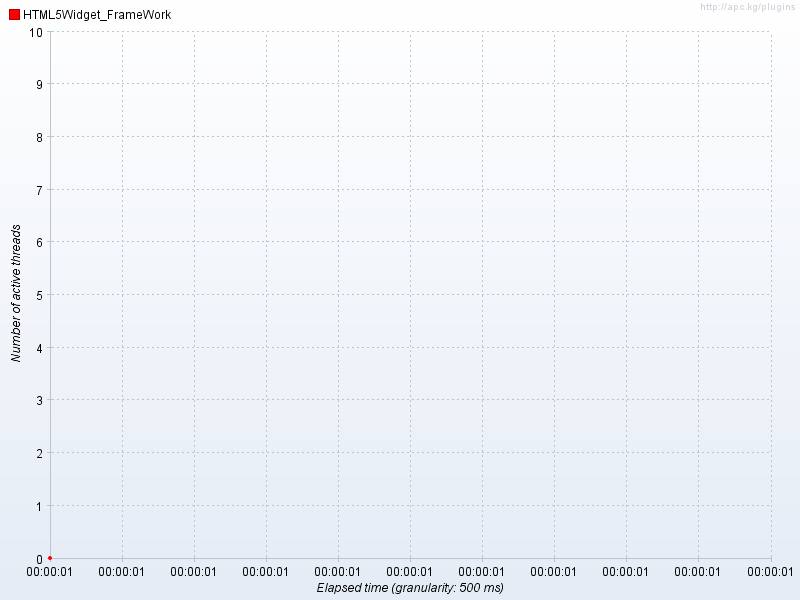 http://apc.kg/plugins
HTML5Widget_FrameWork
10
9
8
7
6
5
4
3
2
1
0
Number of active threads
00:00:01 00:00:01 00:00:01 00:00:01 00:00:01 00:00:01 00:00:01 00:00:01 00:00:01 00:00:01 00:00:01
Elapsed time (granularity: 500 ms)